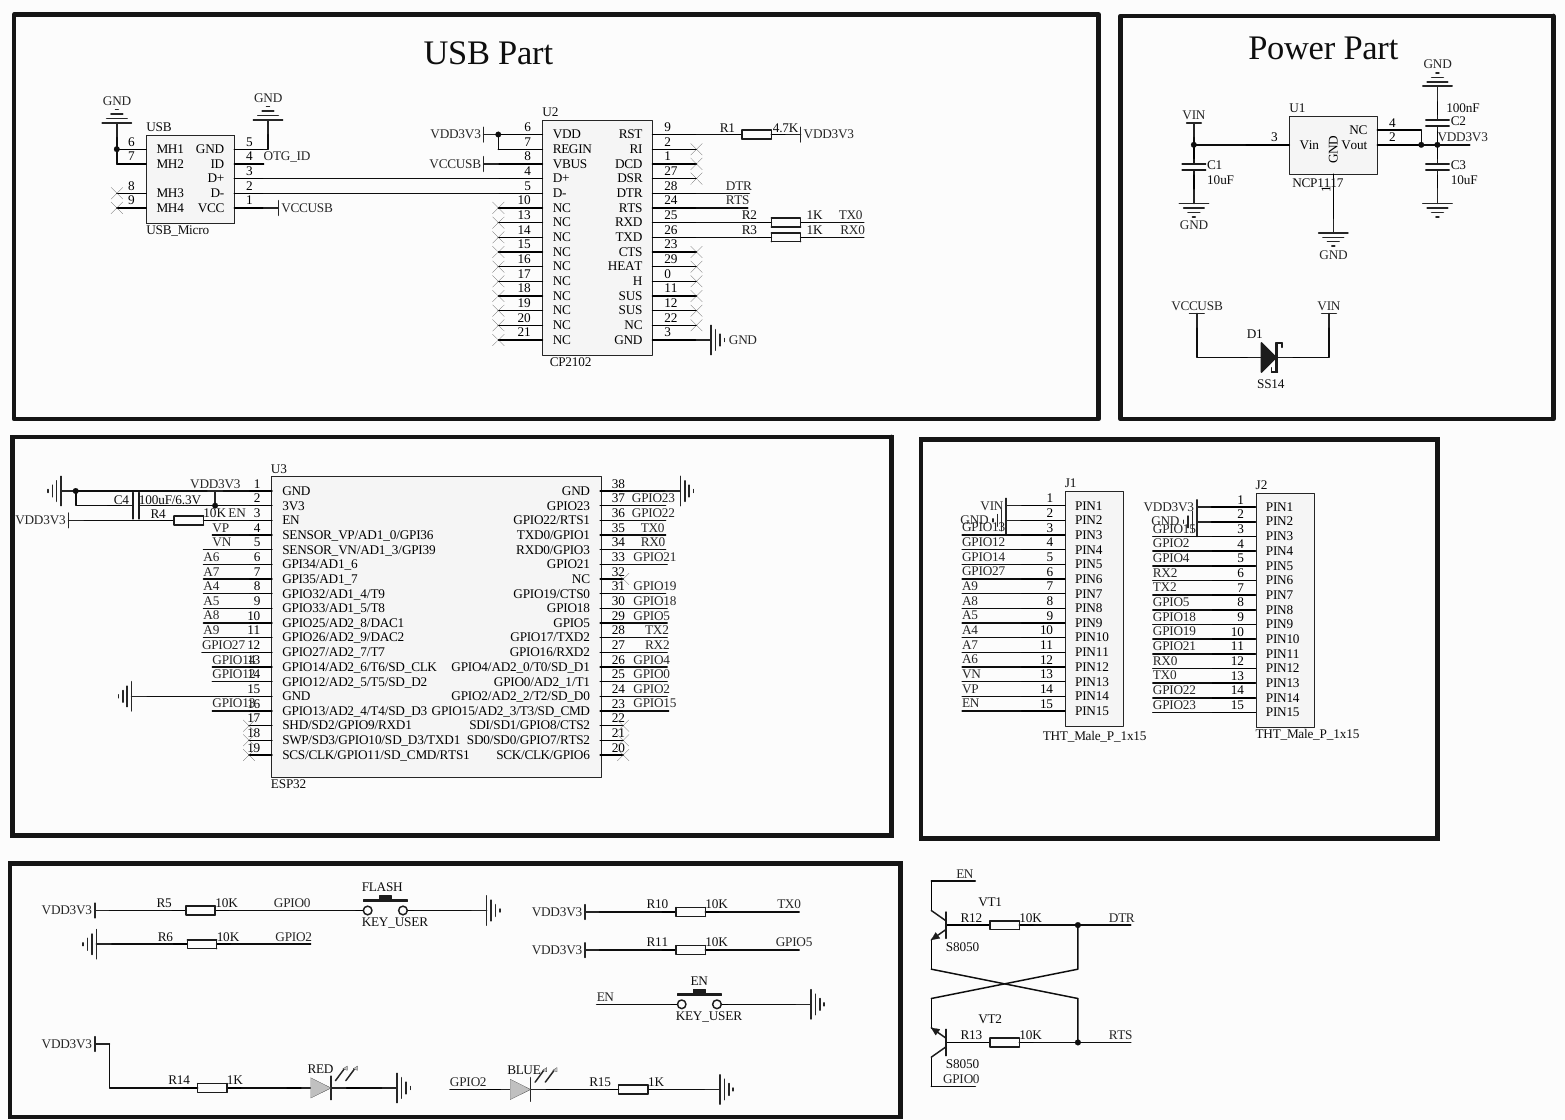 USB Part
GND
GND
USB
6 MH1 GND 5
7 MH2 ID 4 OTG_ID
D+ 3
8 MH3 D- 2
9 MH4 VCC 1 VCCUSB
USB_Micro
U2
VDD3V3 6 VDD RST 9 R1 4.7K VDD3V3
7 REGIN RI 2
VCCUSB 8 VBUS DCD 1
4 D+ DSR 27
5 D- DTR 28 DTR
10 NC RTS 24 RTS
13 NC RXD 25 R2 1K TX0
14 NC TXD 26 R3 1K RX0
15 NC CTS 23
16 NC HEAT 29
17 NC H 0
18 NC SUS 11
19 NC SUS 12
20 NC NC 22
21 NC GND 3 GND
CP2102
Power Part
GND
VIN
U1
100nF
C2
3 Vin GND NC 4
Vout 2 VDD3V3
NCP1117
1
C1
10uF
C3
10uF
GND
GND
VCCUSB
VIN
D1
SS14
U3
VDD3V3 1 GND GND 38
C4 100uF/6.3V 2 3V3 GPIO23 37 GPIO23
VDD3V3 R4 10K EN 3 EN GPIO22/RTS1 36 GPIO22
VP 4 SENSOR_VP/AD1_0/GPI36 TXD0/GPIO1 35 TX0
VN 5 SENSOR_VN/AD1_3/GPI39 RXD0/GPIO3 34 RX0
A6 6 GPI34/AD1_6 GPIO21 33 GPIO21
A7 7 GPI35/AD1_7 NC 32
A4 8 GPIO32/AD1_4/T9 GPIO19/CTS0 31 GPIO19
A5 9 GPIO33/AD1_5/T8 GPIO18 30 GPIO18
A8 10 GPIO25/AD2_8/DAC1 GPIO5 29 GPIO5
A9 11 GPIO26/AD2_9/DAC2 GPIO17/TXD2 28 TX2
GPIO27 12 GPIO27/AD2_7/T7 GPIO16/RXD2 27 RX2
GPIO14 13 GPIO14/AD2_6/T6/SD_CLK GPIO4/AD2_0/T0/SD_D1 26 GPIO4
GPIO12 14 GPIO12/AD2_5/T5/SD_D2 GPIO0/AD2_1/T1 25 GPIO0
15 GND GPIO2/AD2_2/T2/SD_D0 24 GPIO2
GPIO13 16 GPIO13/AD2_4/T4/SD_D3 GPIO15/AD2_3/T3/SD_CMD 23 GPIO15
17 SHD/SD2/GPIO9/RXD1 SDI/SD1/GPIO8/CTS2 22
18 SWP/SD3/GPIO10/SD_D3/TXD1 SD0/SD0/GPIO7/RTS2 21
19 SCS/CLK/GPIO11/SD_CMD/RTS1 SCK/CLK/GPIO6 20
ESP32
J1
VIN 1 PIN1
GND 2 PIN2
GPIO13 3 PIN3
GPIO12 4 PIN4
GPIO14 5 PIN5
GPIO27 6 PIN6
A9 7 PIN7
A8 8 PIN8
A5 9 PIN9
A4 10 PIN10
A7 11 PIN11
A6 12 PIN12
VN 13 PIN13
VP 14 PIN14
EN 15 PIN15
THT_Male_P_1x15
J2
VDD3V3 1 PIN1
GND 2 PIN2
GPIO15 3 PIN3
GPIO2 4 PIN4
GPIO4 5 PIN5
RX2 6 PIN6
TX2 7 PIN7
GPIO5 8 PIN8
GPIO18 9 PIN9
GPIO19 10 PIN10
GPIO21 11 PIN11
RX0 12 PIN12
TX0 13 PIN13
GPIO22 14 PIN14
GPIO23 15 PIN15
THT_Male_P_1x15
FLASH
VDD3V3 R5 10K GPIO0
KEY_USER
R6 10K GPIO2
VDD3V3 R10 10K TX0
VDD3V3 R11 10K GPIO5
EN
EN
KEY_USER
VDD3V3
RED
R14 1K
BLUE
GPIO2 R15 1K
EN
VT1
R12 10K DTR
S8050
VT2
R13 10K RTS
S8050
GPIO0